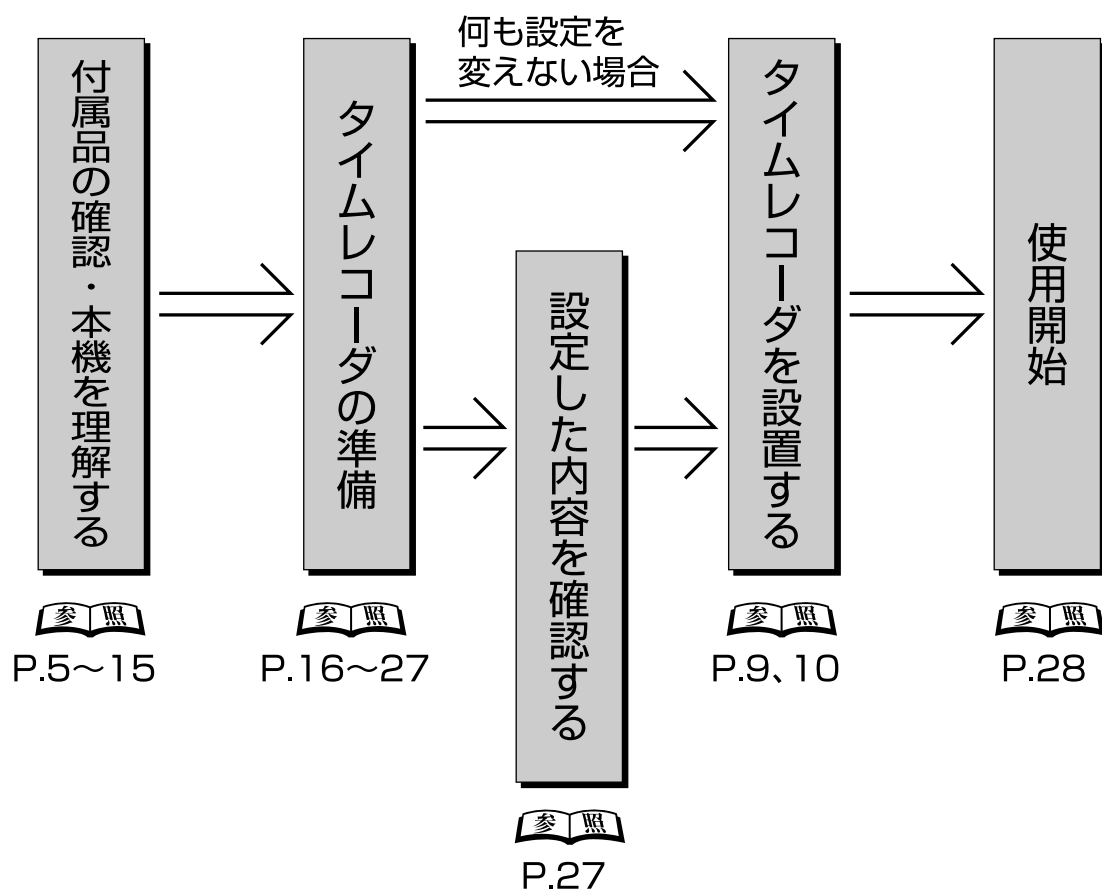 付属品の確認・本機を理解する
参照
P.5～15
タイムレコーダの準備
参照
P.16～27
何も設定を
変えない場合
設定した内容を確認する
参照
P.27
タイムレコーダを設置する
参照
P.9、10
使用開始
参照
P.28